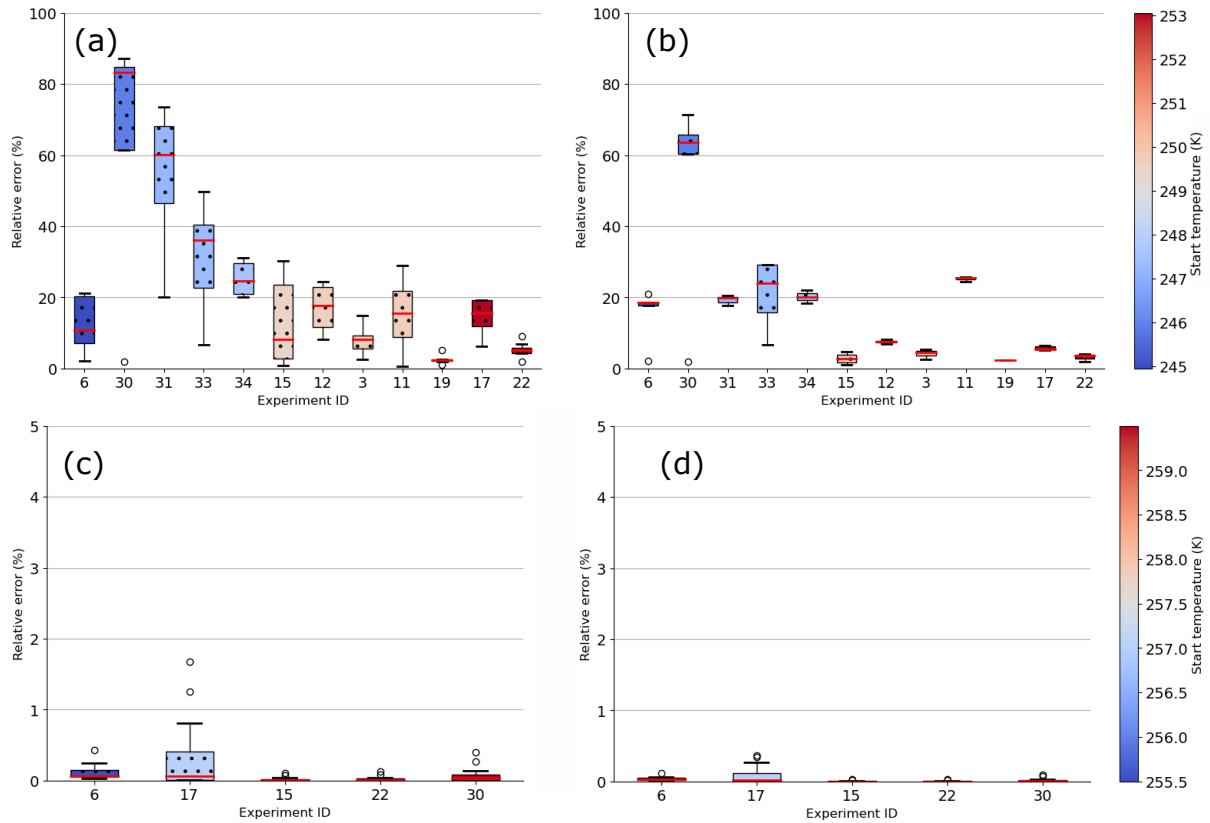 (a)
100
80
60
40
20
0
Relative error (%)
6 30 31 33 34 15 12 3 11 19 17 22
Experiment ID
(b)
100
80
60
40
20
0
Relative error (%)
6 30 31 33 34 15 12 3 11 19 17 22
Experiment ID
253
252
251
250
249
248
247
246
245
Start temperature (K)
(c)
5
4
3
2
1
0
Relative error (%)
6 17 15 22 30
Experiment ID
(d)
5
4
3
2
1
0
Relative error (%)
6 17 15 22 30
Experiment ID
259.0
258.5
258.0
257.5
257.0
256.5
256.0
255.5
Start temperature (K)